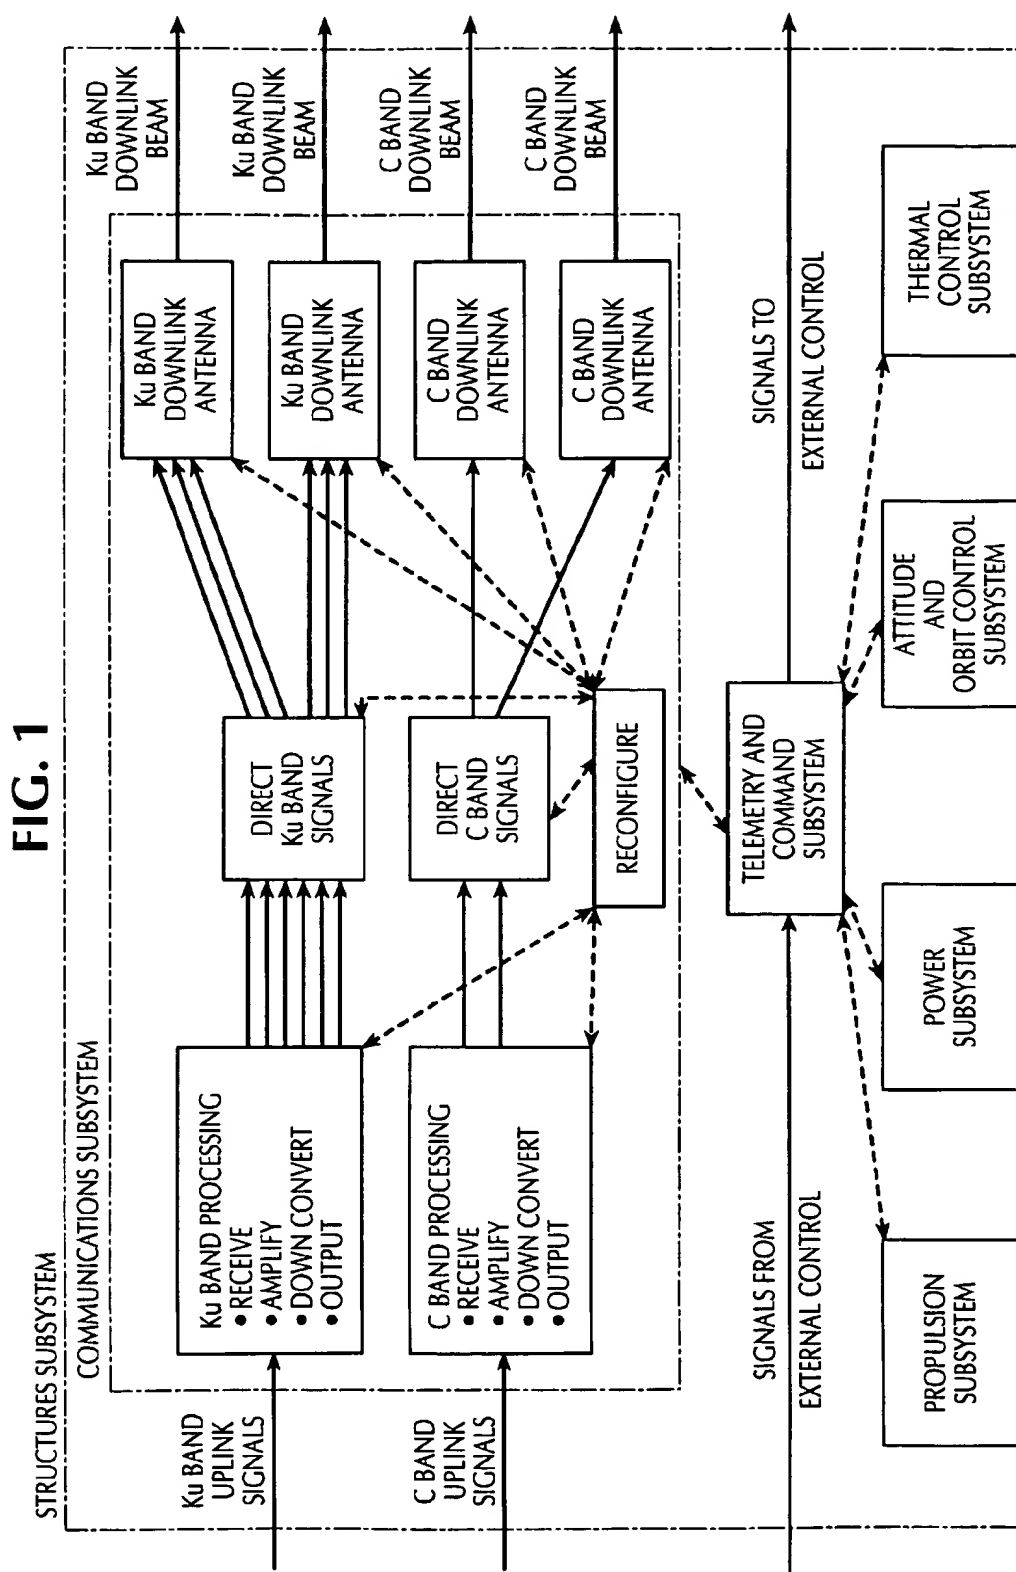 FIG. 1
STRUCTURES SUBSYSTEM
COMMUNICATIONS SUBSYSTEM
Ku BAND
UPLINK
SIGNALS
Ku BAND PROCESSING
• RECEIVE
• AMPLIFY
• DOWN CONVERT
• OUTPUT
DIRECT
Ku BAND
SIGNALS
Ku BAND
DOWNLINK
ANTENNA
Ku BAND
DOWNLINK
BEAM
Ku BAND
DOWNLINK
ANTENNA
Ku BAND
DOWNLINK
BEAM
C BAND
UPLINK
SIGNALS
C BAND PROCESSING
• RECEIVE
• AMPLIFY
• DOWN CONVERT
• OUTPUT
DIRECT
C BAND
SIGNALS
C BAND
DOWNLINK
ANTENNA
C BAND
DOWNLINK
BEAM
C BAND
DOWNLINK
ANTENNA
C BAND
DOWNLINK
BEAM
RECONFIGURE
SIGNALS FROM
EXTERNAL CONTROL
TELEMETRY AND
COMMAND
SUBSYSTEM
SIGNALS TO
EXTERNAL CONTROL
PROPULSION
SUBSYSTEM
POWER
SUBSYSTEM
ATTITUDE
AND
ORBIT CONTROL
SUBSYSTEM
THERMAL
CONTROL
SUBSYSTEM